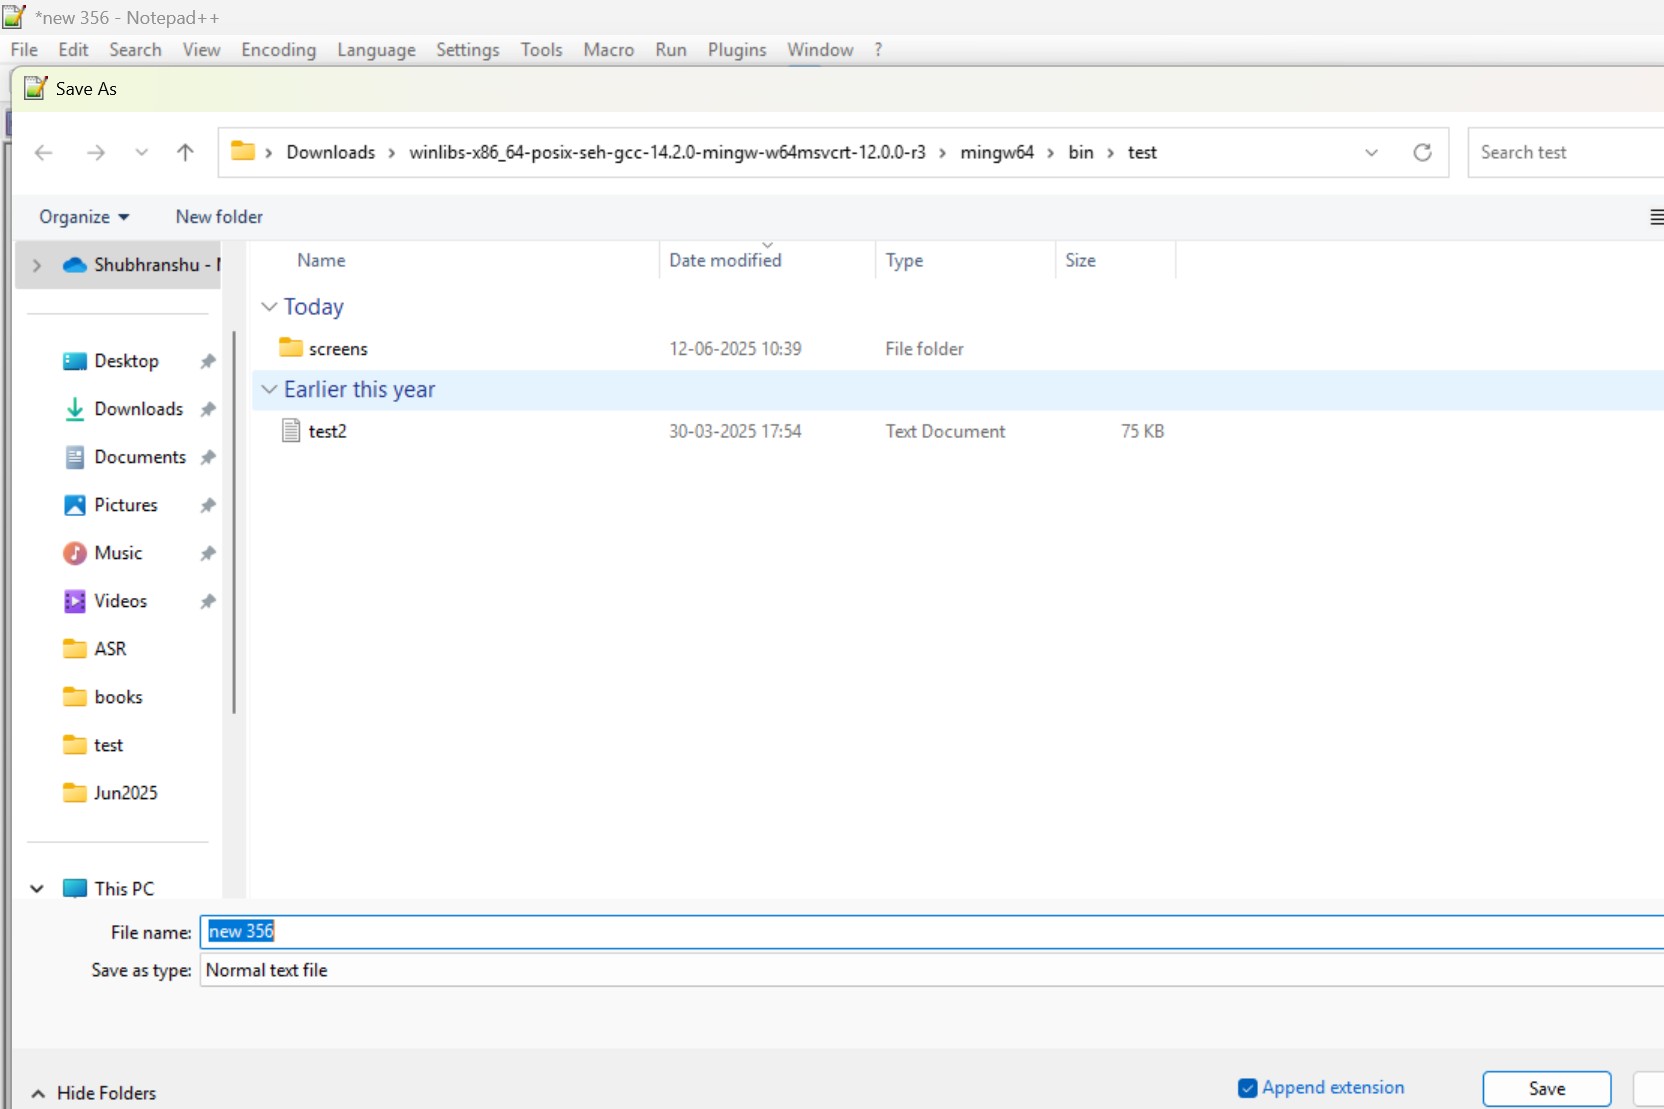 *new 356 - Notepad++
File Edit Search View Encoding Language Settings Tools Macro Run Plugins Window ?
Save As
Downloads > winlibs-x86_64-posix-seh-gcc-14.2.0-mingw-w64msvcrt-12.0.0-r3 > mingw64 > bin > test
Search test
Organize New folder
Shubhranshu -
Name Date modified Type Size
Today
screens 12-06-2025 10:39 File folder
Earlier this year
test2 30-03-2025 17:54 Text Document 75 KB
Desktop
Downloads
Documents
Pictures
Music
Videos
ASR
books
test
Jun2025
This PC
File name: new 356
Save as type: Normal text file
Hide Folders
Append extension
Save